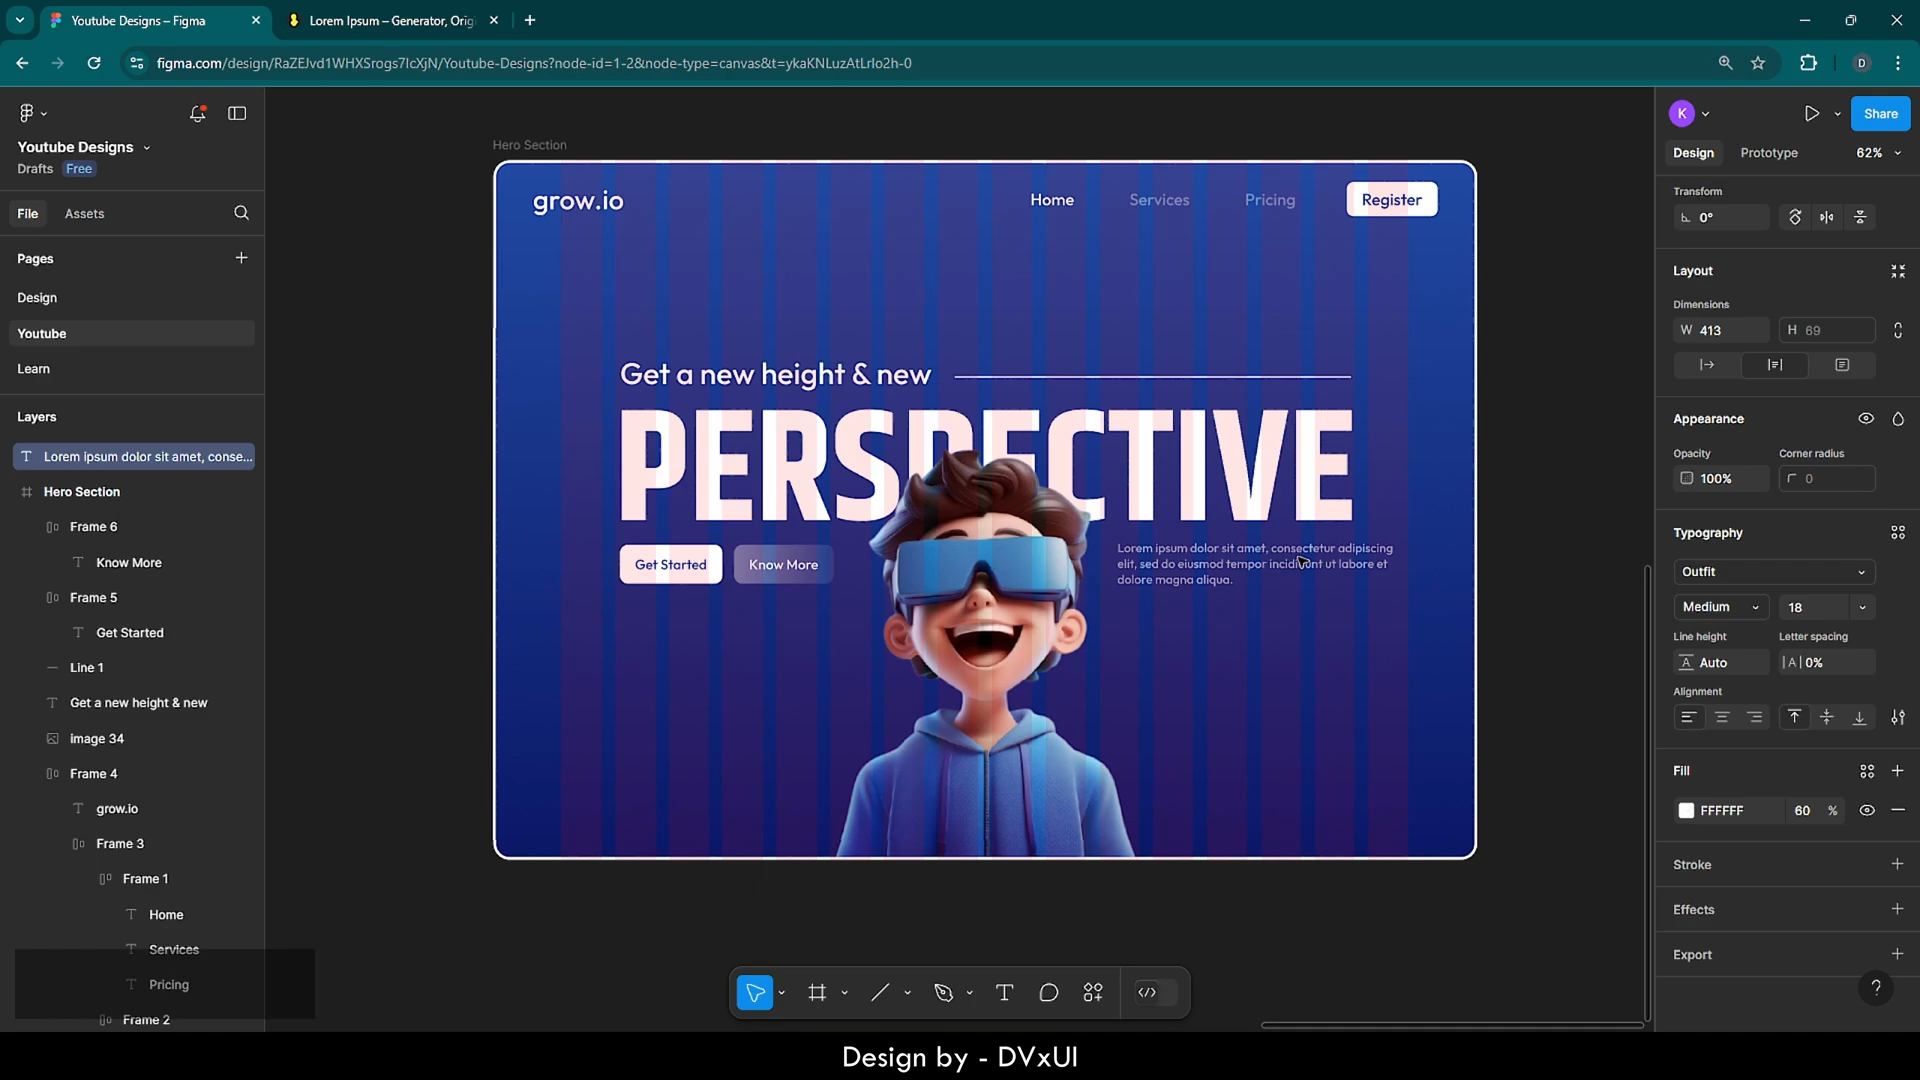 Youtube Designs – Figma
Lorem Ipsum – Generator, Orig
figma.com/design/RaZEJvd1WHXSrogs7IcXjN/Youtube-Designs?node-id=1-2&node-type=canvas&t=ykaKNLuzAtLrIo2h-0
D
Youtube Designs
Drafts Free
File Assets
Pages
Design
Youtube
Learn
Layers
Lorem ipsum dolor sit amet, conse...
Hero Section
Frame 6
Know More
Frame 5
Get Started
Line 1
Get a new height & new
image 34
Frame 4
grow.io
Frame 3
Frame 1
Home
Services
Pricing
Frame 2
Hero Section
grow.io
Home Services Pricing Register
Get a new height & new
PERSPECTIVE
Get Started Know More
Lorem ipsum dolor sit amet, consectetur adipiscing
elit, sed do eiusmod tempor incididunt ut labore et
dolore magna aliqua.
K
Share
Design Prototype 62%
Transform
0°
Layout
Dimensions
W 413 H 69
Appearance
Opacity Corner radius
100% 0
Typography
Outfit
Medium 18
Line height Letter spacing
A Auto |A| 0%
Alignment
Fill
FFFFFF 60 %
Stroke
Effects
Export
?
Design by - DVxUI